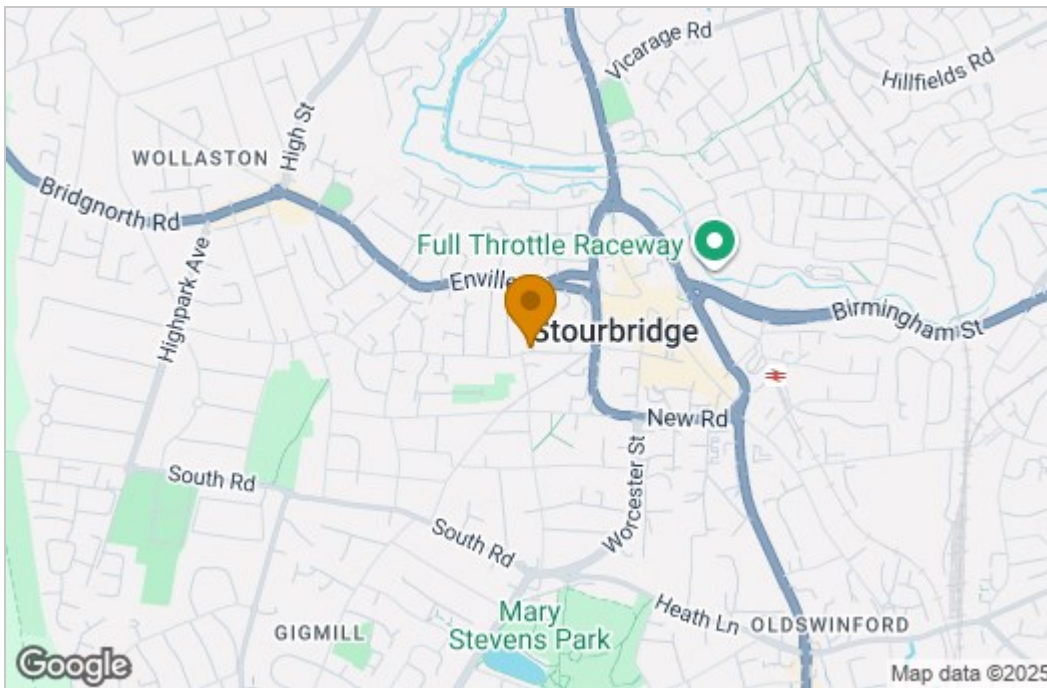 Vicarage Rd
Hillfields Rd
High St
WOLLASTON
Bridgnorth Rd
Full Throttle Raceway
Enville
Highpark Ave
Stourbridge
Birmingham St
New Rd
South Rd
Worcester St
South Rd
Mary
Stevens Park
Heath Ln
OLDSWINFORD
GIGMILL
Google
Map data ©2025